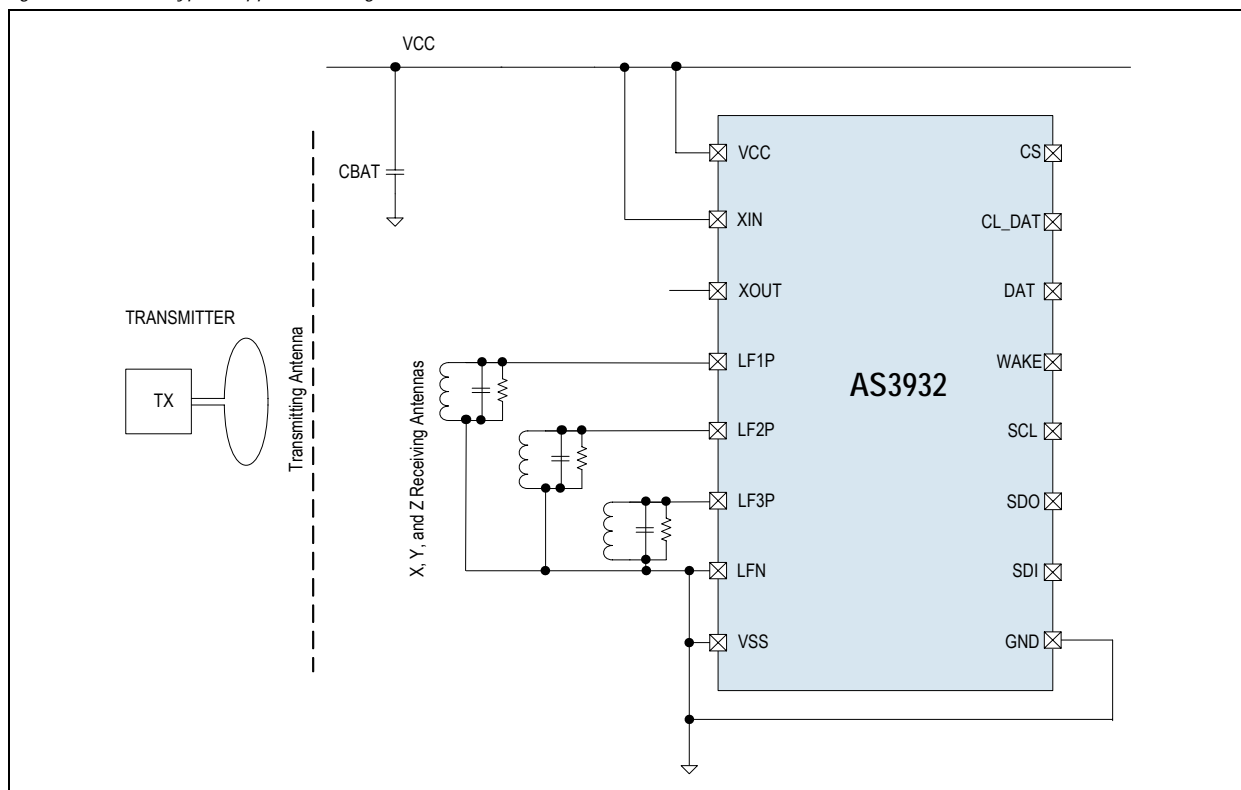 VCC
CBAT
TRANSMITTER
TX
Transmitting Antenna
X, Y, and Z Receiving Antennas
AS3932
VCC
XIN
XOUT
LF1P
LF2P
LF3P
LFN
VSS
CS
CL_DAT
DAT
WAKE
SCL
SDO
SDI
GND